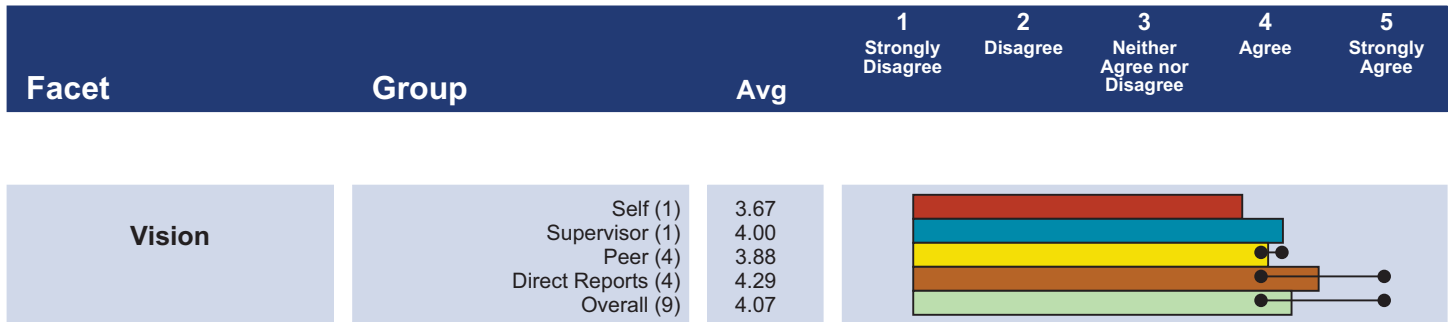 Facet Group Avg
1 Strongly Disagree
2 Disagree
3 Neither Agree nor Disagree
4 Agree
5 Strongly Agree
Vision
Self (1) 3.67
Supervisor (1) 4.00
Peer (4) 3.88
Direct Reports (4) 4.29
Overall (9) 4.07